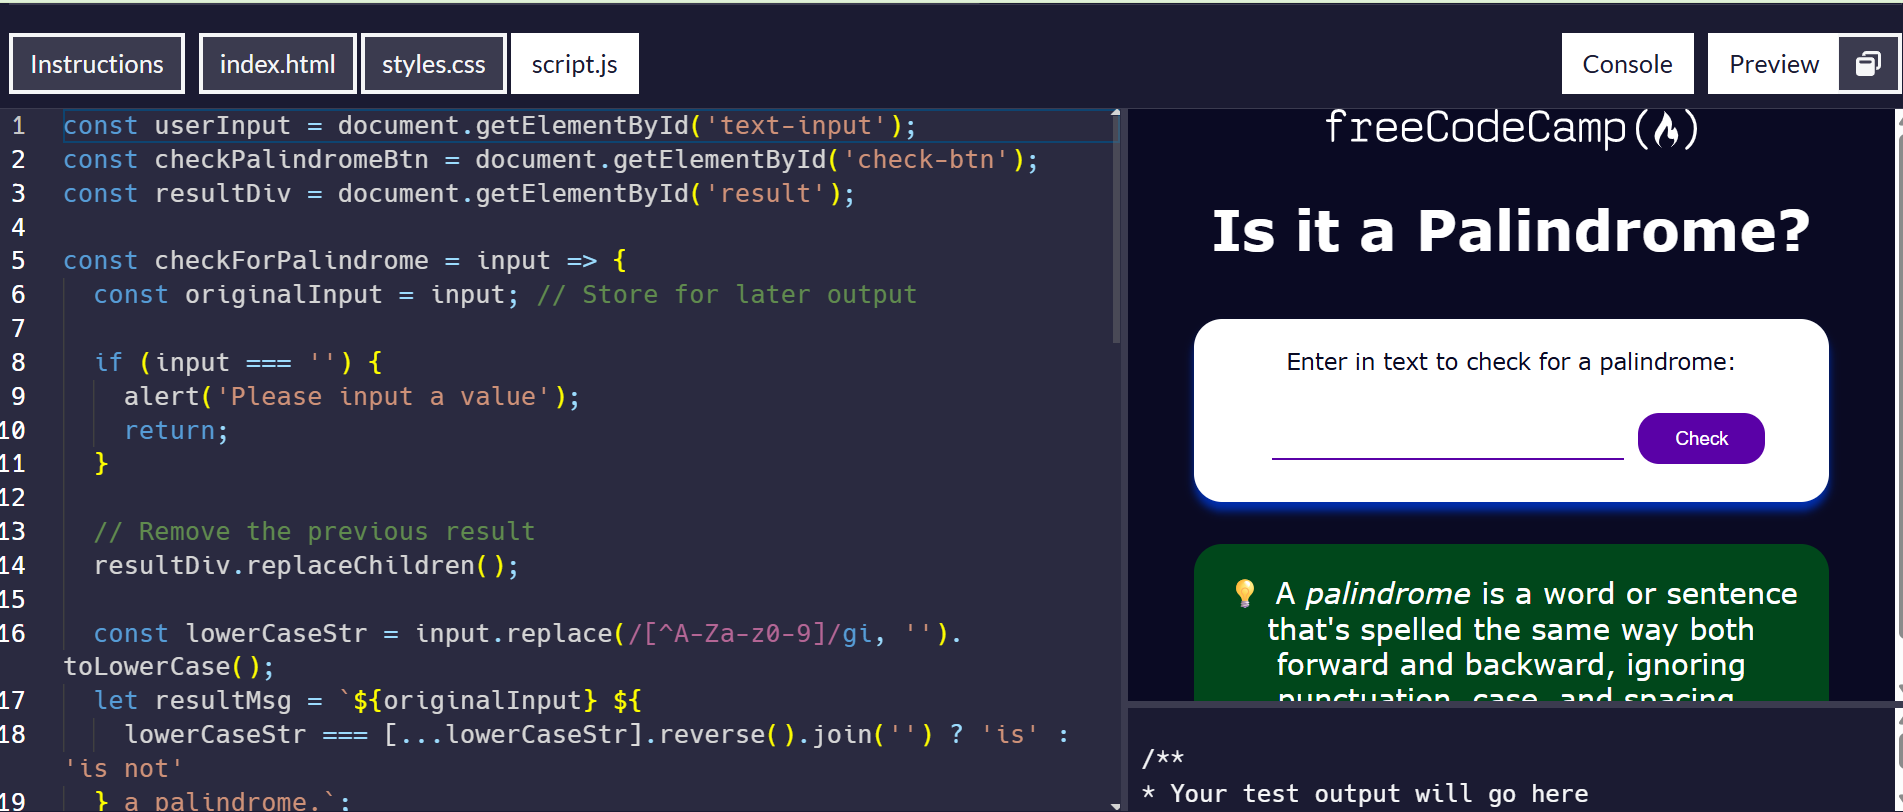 Instructions index.html styles.css script.js Console Preview
1 const userInput = document.getElementById('text-input');
2 const checkPalindromeBtn = document.getElementById('check-btn');
3 const resultDiv = document.getElementById('result');
4
5 const checkForPalindrome = input => {
6 const originalInput = input; // Store for later output
7
8 if (input === '') {
9 alert('Please input a value');
10 return;
11 }
12
13 // Remove the previous result
14 resultDiv.replaceChildren();
15
16 const lowerCaseStr = input.replace(/[^A-Za-z0-9]/gi, '').
toLowerCase();
17 let resultMsg = `${originalInput} ${
18 lowerCaseStr === [...lowerCaseStr].reverse().join('') ? 'is' :
'is not'
19 } a palindrome.`;
freeCodeCamp(🔥)
Is it a Palindrome?
Enter in text to check for a palindrome:
Check
💡 A palindrome is a word or sentence
that's spelled the same way both
forward and backward, ignoring
punctuation, case, and spacing.
/**
* Your test output will go here